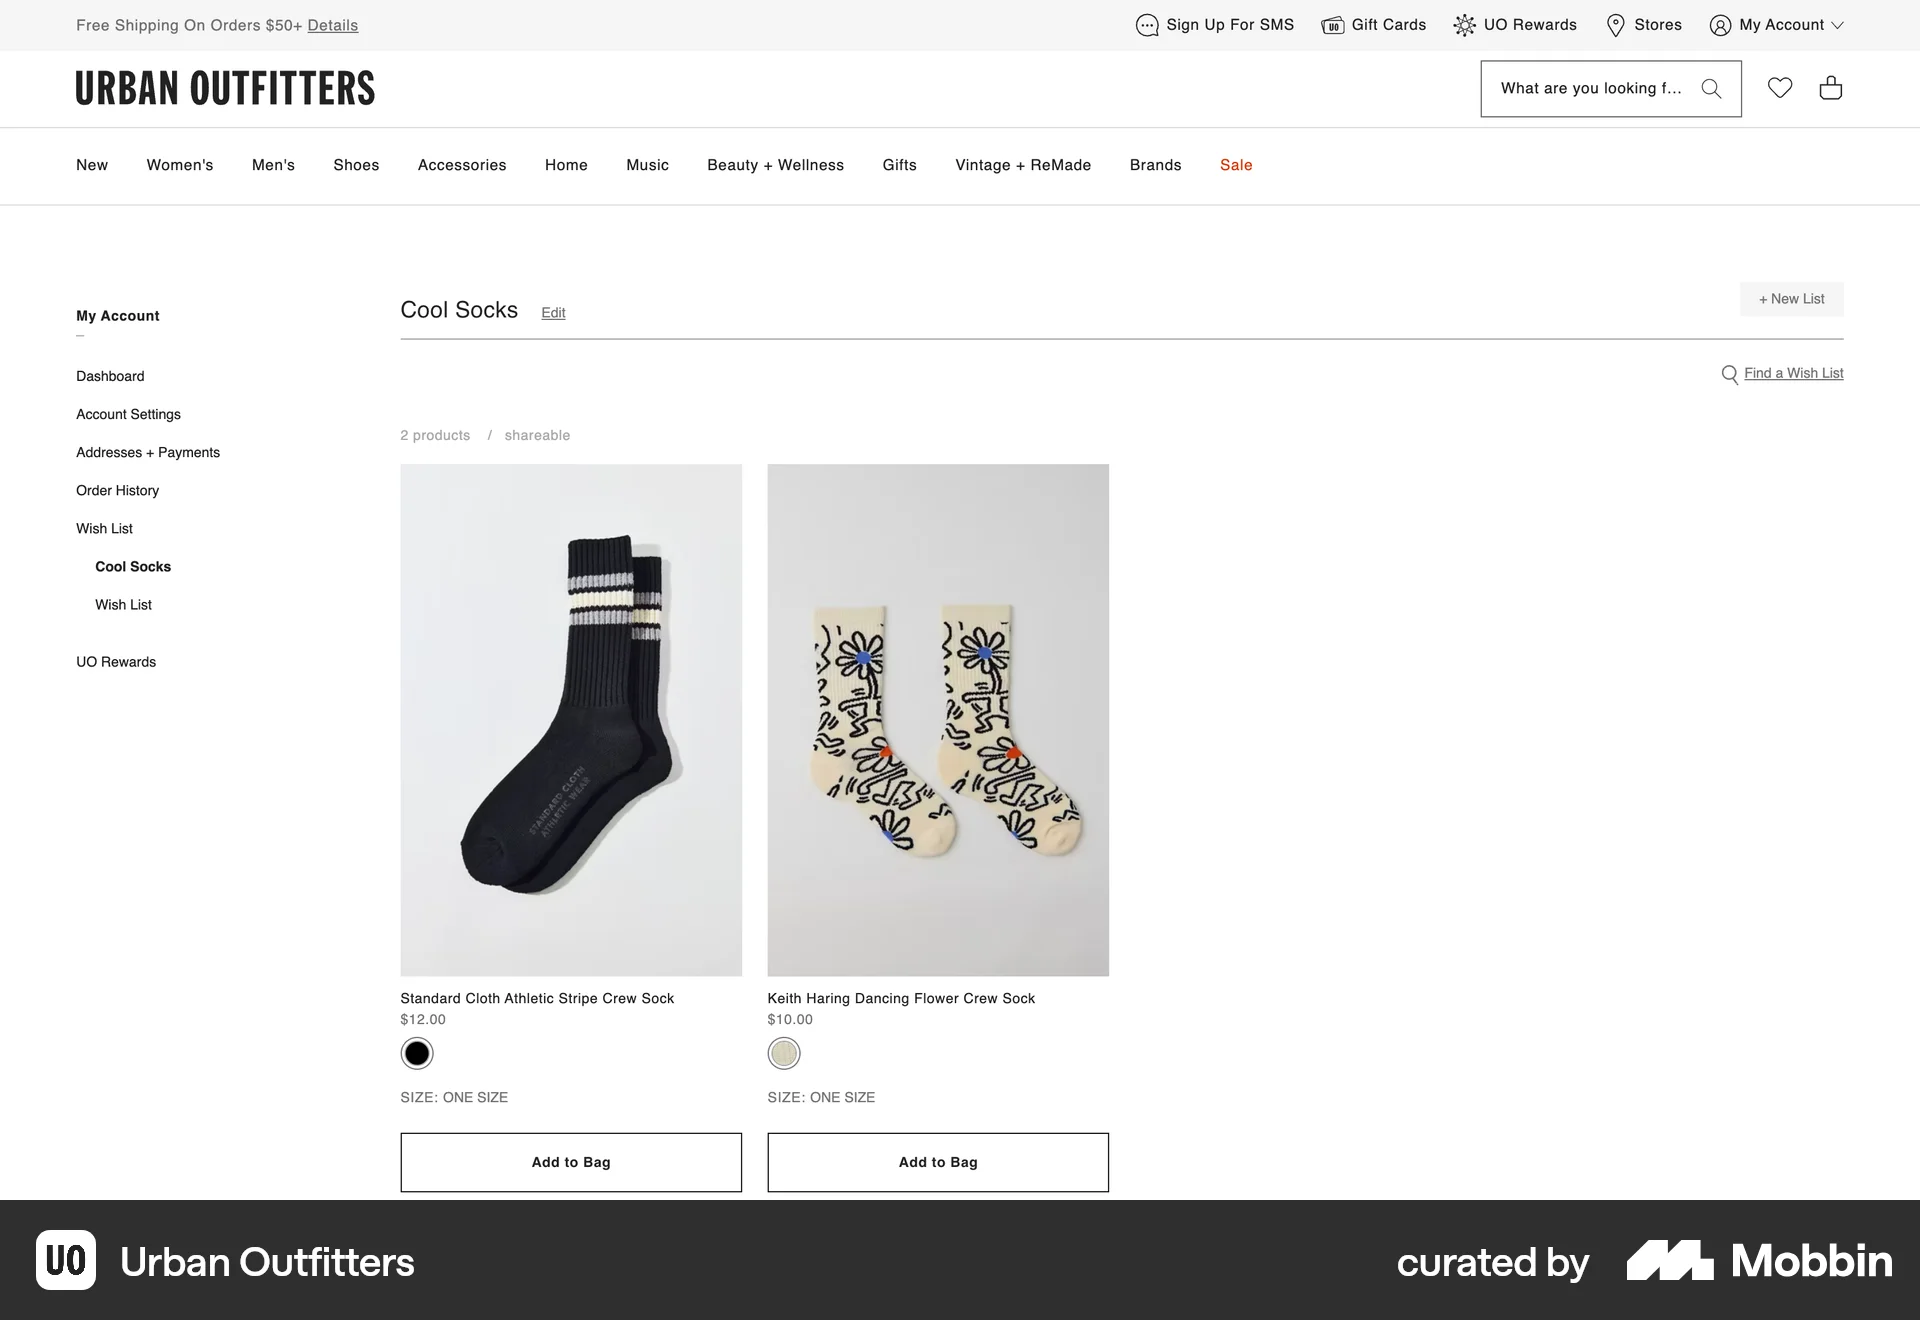 Free Shipping On Orders $50+ Details
Sign Up For SMS
Gift Cards
UO
UO Rewards
Stores
My Account
URBAN OUTFITTERS
What are you looking f...
New
Women's
Men's
Shoes
Accessories
Home
Music
Beauty + Wellness
Gifts
Vintage + ReMade
Brands
Sale
My Account
Dashboard
Account Settings
Addresses + Payments
Order History
Wish List
Cool Socks
Wish List
UO Rewards
Cool Socks
Edit
+ New List
Find a Wish List
2 products / shareable
STANDARD CLOTH
ATHLETIC WEAR
Standard Cloth Athletic Stripe Crew Sock
$12.00
SIZE: ONE SIZE
Add to Bag
Keith Haring Dancing Flower Crew Sock
$10.00
SIZE: ONE SIZE
Add to Bag
UO
Urban Outfitters
curated by
Mobbin